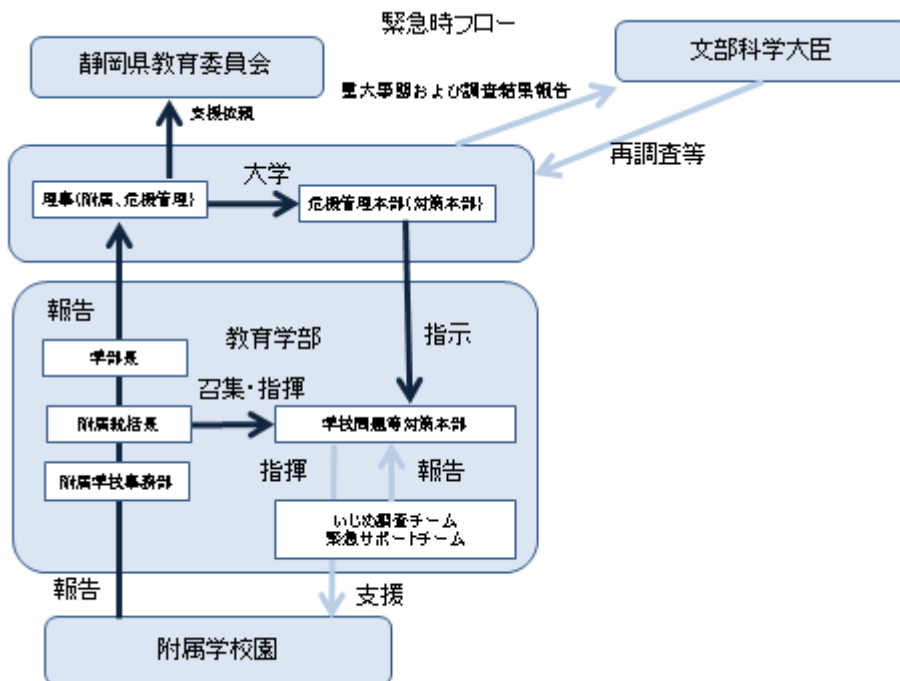 緊急時フロー
静岡県教育委員会
文部科学大臣
重大事態および調査結果報告
支援依頼
再調査等
大学
理事(附属、危機管理)
危機管理本部(対策本部)
報告
教育学部
指示
学部長
召集・指揮
附属統括長
学校問題等対策本部
指揮
報告
附属学校事務部
いじめ調査チーム
緊急サポートチーム
報告
支援
附属学校園